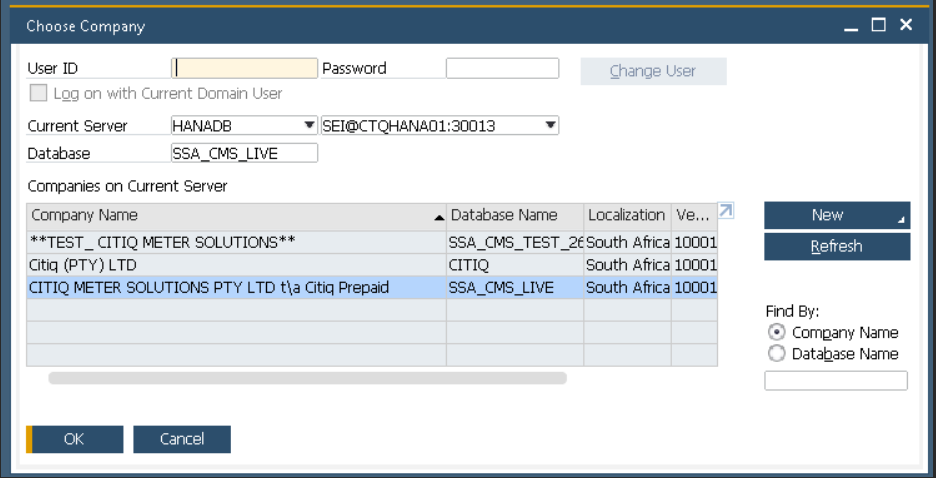 Choose Company
User ID Password Change User
Log on with Current Domain User
Current Server HANADB SEI@CTQHANA01:30013
Database SSA_CMS_LIVE
Companies on Current Server
Company Name Database Name Localization Ve... New
**TEST_ CITIQ METER SOLUTIONS** SSA_CMS_TEST_26 South Africa 10001 Refresh
Citiq (PTY) LTD CITIQ South Africa 10001
CITIQ METER SOLUTIONS PTY LTD t\a Citiq Prepaid SSA_CMS_LIVE South Africa 10001
Find By:
Company Name
Database Name
OK Cancel